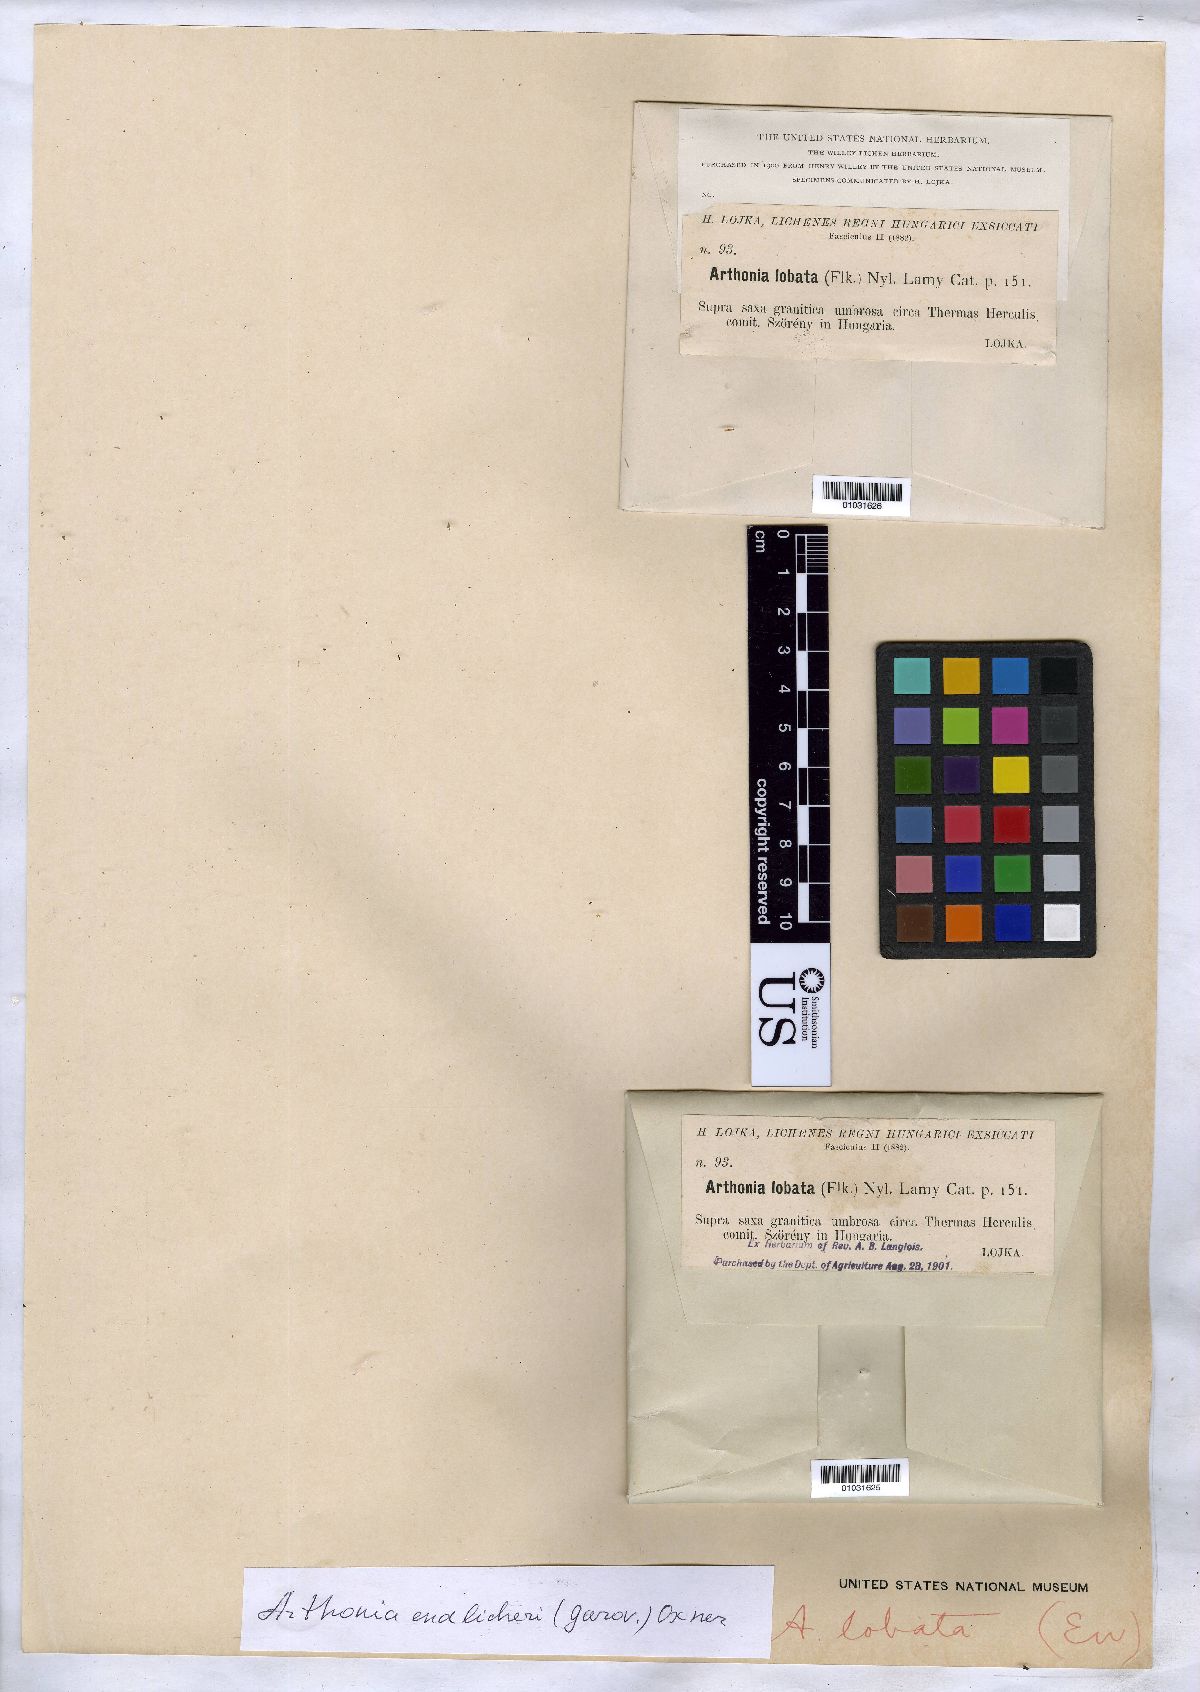 THE UNITED STATES NATIONAL HERBARIUM.
THE WILLEY LICHEN HERBARIUM.
PURCHASED IN 1900 FROM HENRY WILLEY BY THE UNITED STATES NATIONAL MUSEUM.
SPECIMENS COMMUNICATED BY H. LOJKA.
No.
H. LOJKA, LICHENES REGNI HUNGARICI EXSICCATI
Fasciculus II (1882).
n. 93.
Arthonia lobata (Flk.) Nyl. Lamy Cat. p. 151.
Supra saxa granitica umbrosa circa Thermas Herculis,
comit. Szörény in Hungaria.
LOJKA.
01031626
cm
0 1 2 3 4 5 6 7 8 9 10
copyright reserved
US
Smithsonian
Institution
H. LOJKA, LICHENES REGNI HUNGARICI EXSICCATI
Fasciculus II (1882).
n. 93.
Arthonia lobata (Flk.) Nyl. Lamy Cat. p. 151.
Supra saxa granitica umbrosa circa Thermas Herculis,
comit. Szörény in Hungaria.
Ex Herbarium of Rev. A. B. Langlois.
LOJKA.
Purchased by the Dept. of Agriculture Aug. 28, 1901.
01031625
UNITED STATES NATIONAL MUSEUM
Arthonia endlicheri (Garov.) Oxner
A. lobata (Eu)